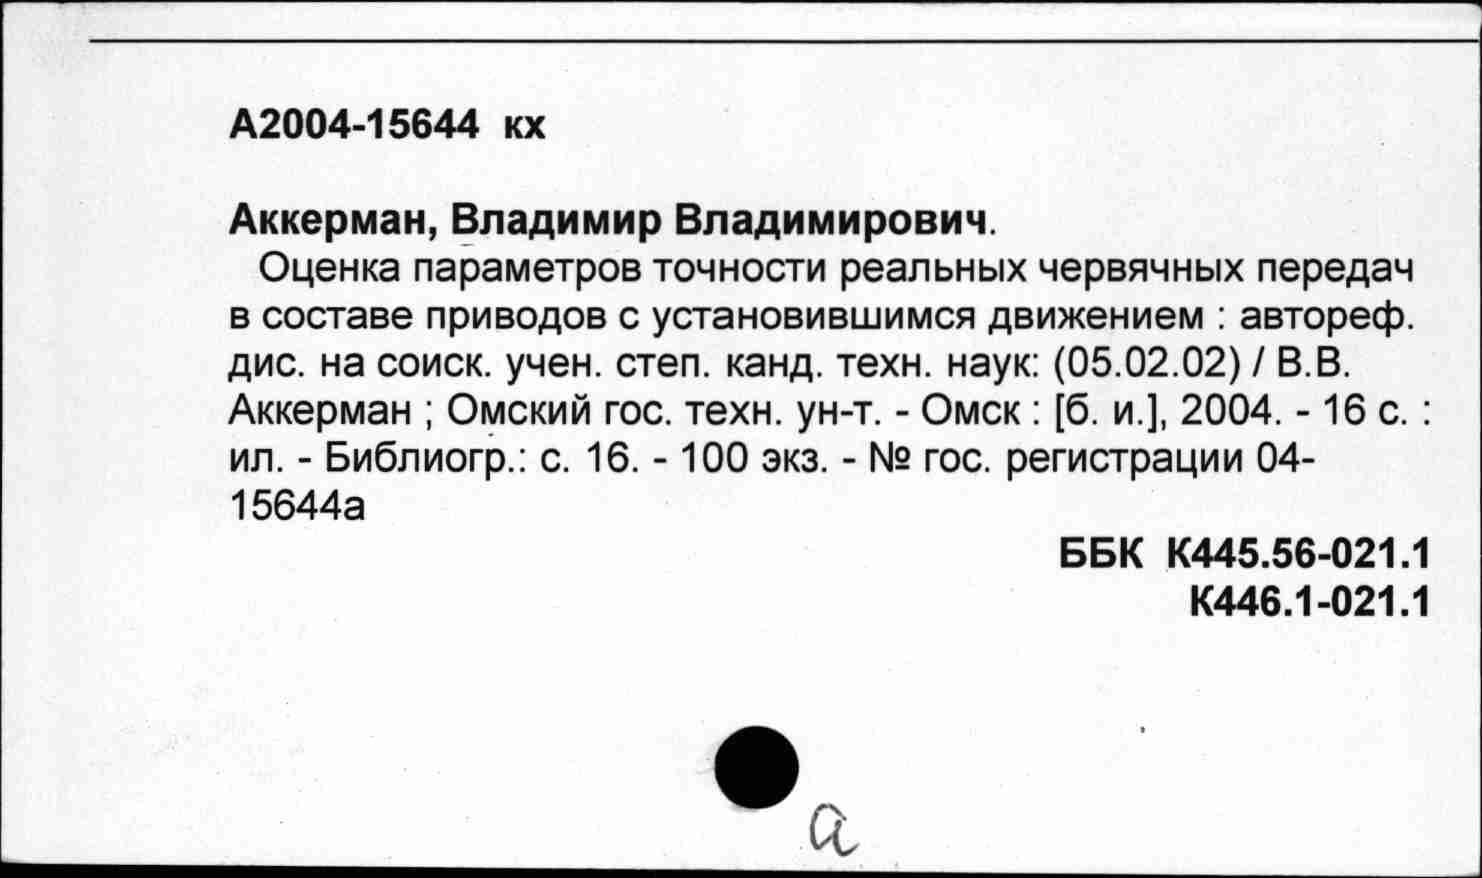 А2004-15644 кх
Аккерман, Владимир Владимирович.
Оценка параметров точности реальных червячных передач
в составе приводов с установившимся движением : автореф.
дис. на соиск. учен. степ. канд. техн. наук: (05.02.02) / В.В.
Аккерман ; Омский гос. техн. ун-т. - Омск : [б. и.], 2004. - 16 с. :
ил. - Библиогр.: с. 16. - 100 экз. - № гос. регистрации 04-
15644а
ББК К445.56-021.1
К446.1-021.1
а